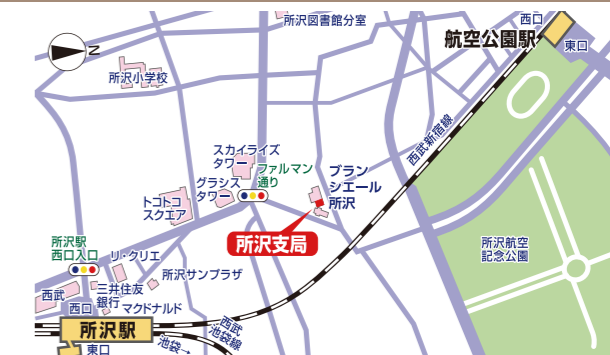 所沢図書館分室
西口
航空公園駅
東口
N
所沢小学校
西武新宿線
スカイライズ
タワー
ファルマン
通り
ブラン
シエール
所沢
グラシス
タワー
トコトコ
スクエア
所沢支局
所沢航空
記念公園
所沢駅
西口入口
リ・クリエ
所沢サンプラザ
西武
三井住友
銀行
西口
マクドナルド
所沢駅
西武
池袋線
池袋→
東口